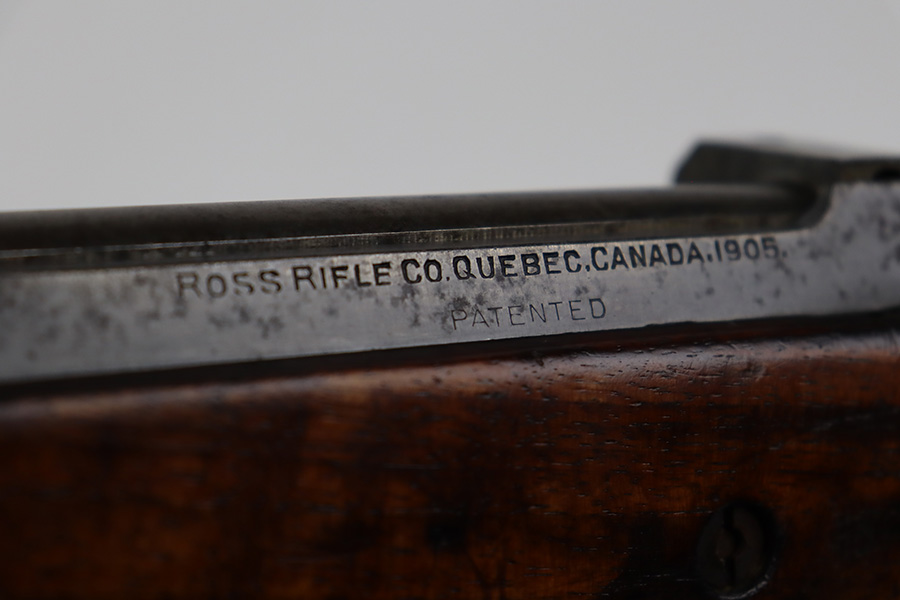 ROSS RIFLE CO. QUEBEC. CANADA. 1905.
PATENTED